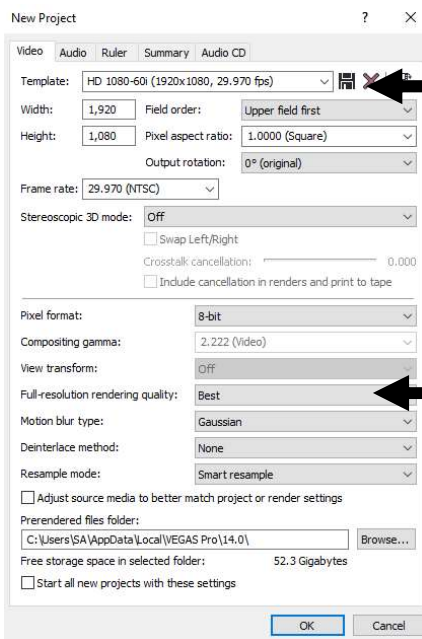 New Project ? ×
Video Audio Ruler Summary Audio CD
Template: HD 1080-60i (1920x1080, 29.970 fps)
Width: 1,920 Field order: Upper field first
Height: 1,080 Pixel aspect ratio: 1.0000 (Square)
Output rotation: 0° (original)
Frame rate: 29.970 (NTSC)
Stereoscopic 3D mode: Off
Swap Left/Right
Crosstalk cancellation: 0.000
Include cancellation in renders and print to tape
Pixel format: 8-bit
Compositing gamma: 2.222 (Video)
View transform: Off
Full-resolution rendering quality: Best
Motion blur type: Gaussian
Deinterlace method: None
Resample mode: Smart resample
Adjust source media to better match project or render settings
Prerendered files folder:
C:\Users\SA\AppData\Local\VEGAS Pro\14.0\ Browse...
Free storage space in selected folder: 52.3 Gigabytes
Start all new projects with these settings
OK Cancel